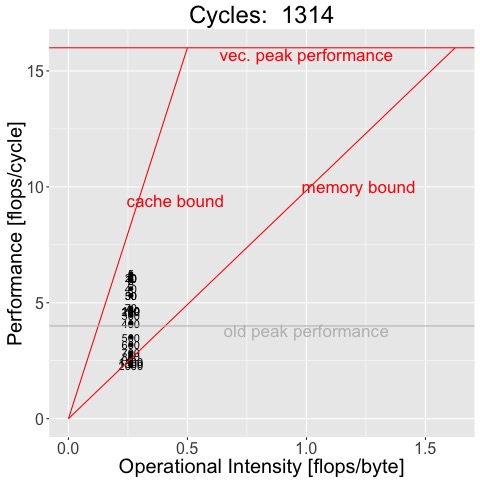 Cycles: 1314
vec. peak performance
cache bound
memory bound
old peak performance
15
10
5
0
0.0 0.5 1.0 1.5
Performance [flops/cycle]
Operational Intensity [flops/byte]